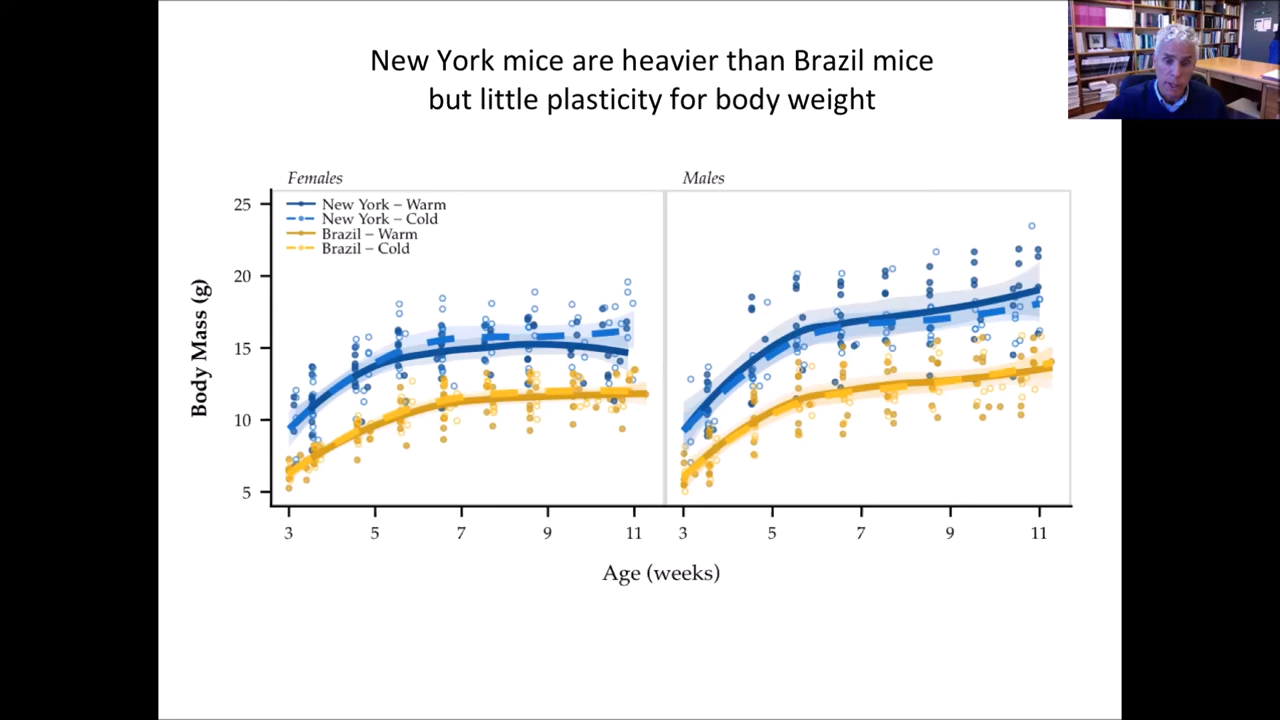 New York mice are heavier than Brazil mice
but little plasticity for body weight
Females
Males
New York – Warm
New York – Cold
Brazil – Warm
Brazil – Cold
Body Mass (g)
25
20
15
10
5
3 5 7 9 11
3 5 7 9 11
Age (weeks)